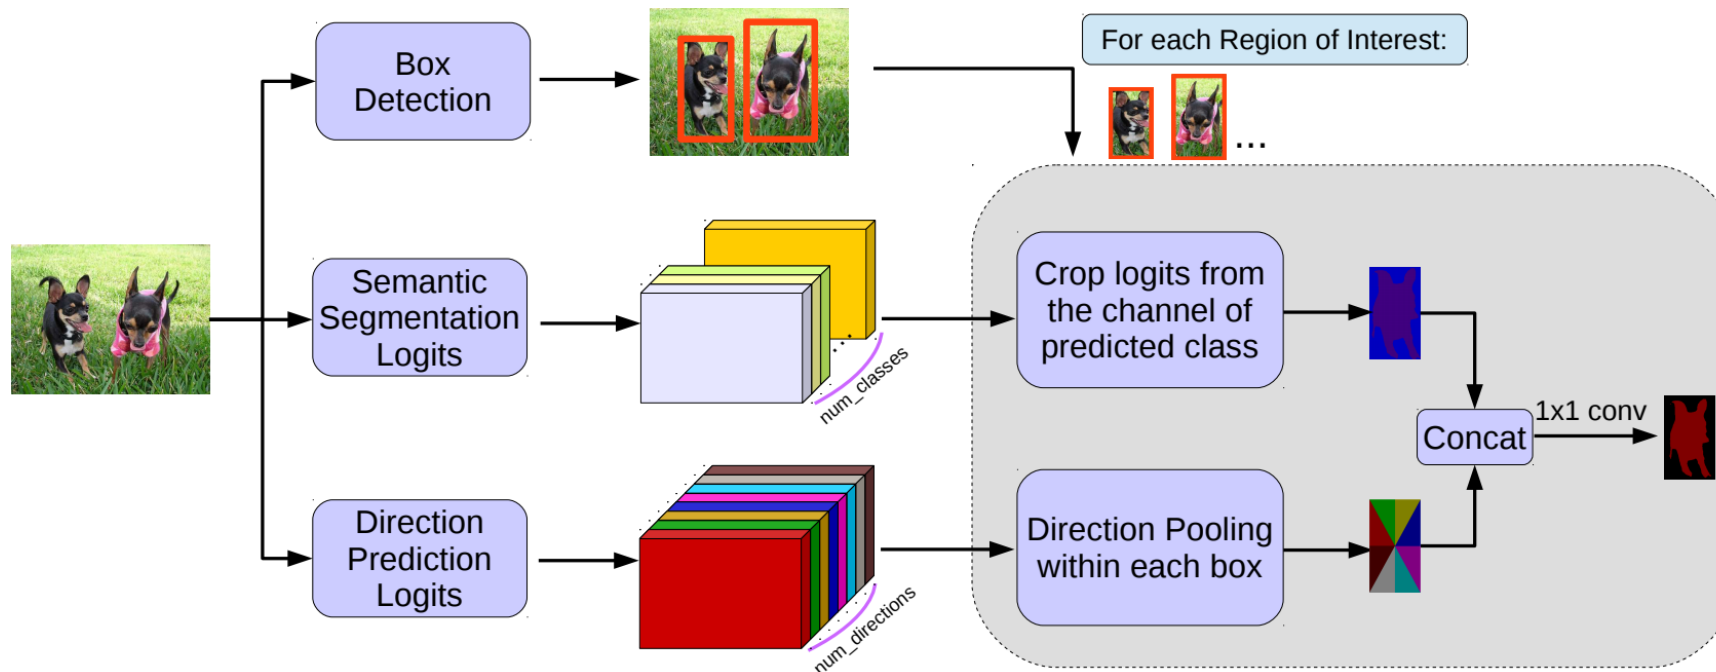 Box
Detection
For each Region of Interest:
...
Semantic
Segmentation
Logits
...
num_classes
Crop logits from
the channel of
predicted class
1x1 conv
Concat
Direction
Prediction
Logits
num_directions
Direction Pooling
within each box